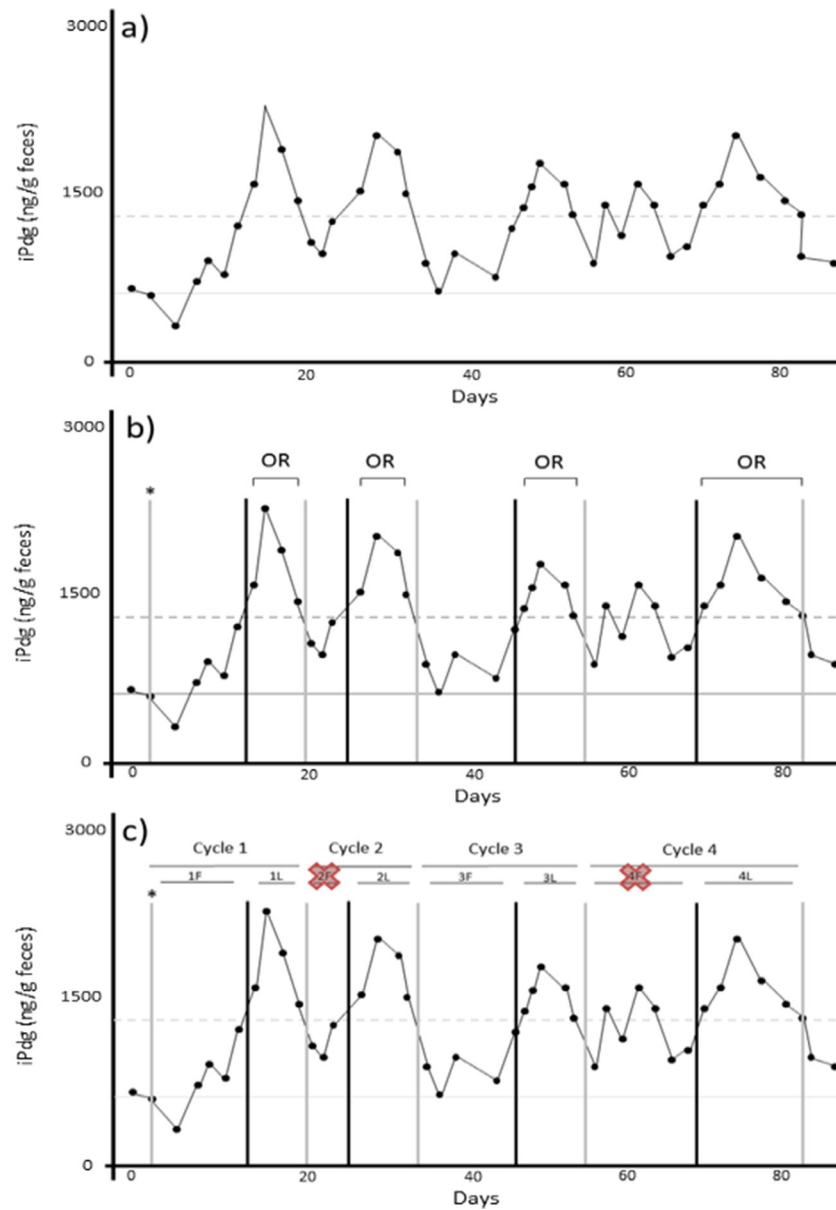 a)
3000
1500
0
iPdg (ng/g feces)
0 20 40 60 80
Days
b)
3000
OR OR OR OR
*
1500
0
iPdg (ng/g feces)
0 20 40 60 80
Days
c)
3000
Cycle 1 Cycle 2 Cycle 3 Cycle 4
1F 1L 2F 2L 3F 3L 4F 4L
*
1500
0
iPdg (ng/g feces)
0 20 40 60 80
Days